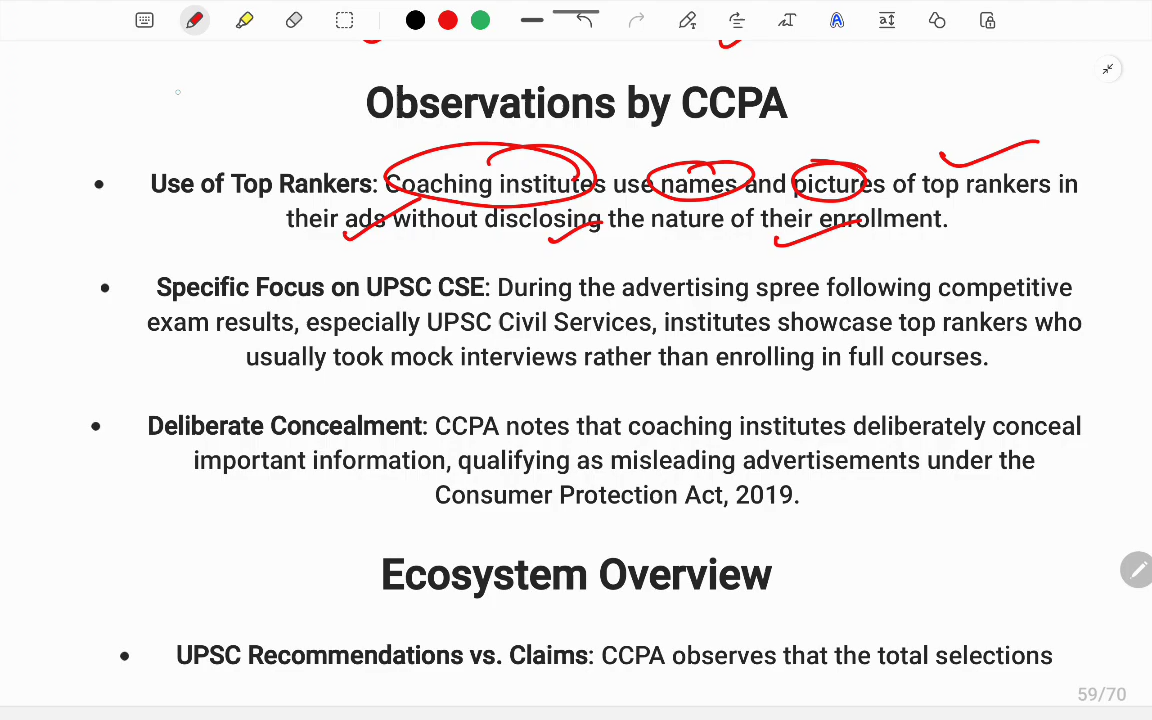 Observations by CCPA
• Use of Top Rankers: Coaching institutes use names and pictures of top rankers in
their ads without disclosing the nature of their enrollment.
• Specific Focus on UPSC CSE: During the advertising spree following competitive
exam results, especially UPSC Civil Services, institutes showcase top rankers who
usually took mock interviews rather than enrolling in full courses.
• Deliberate Concealment: CCPA notes that coaching institutes deliberately conceal
important information, qualifying as misleading advertisements under the
Consumer Protection Act, 2019.
Ecosystem Overview
• UPSC Recommendations vs. Claims: CCPA observes that the total selections
59/70